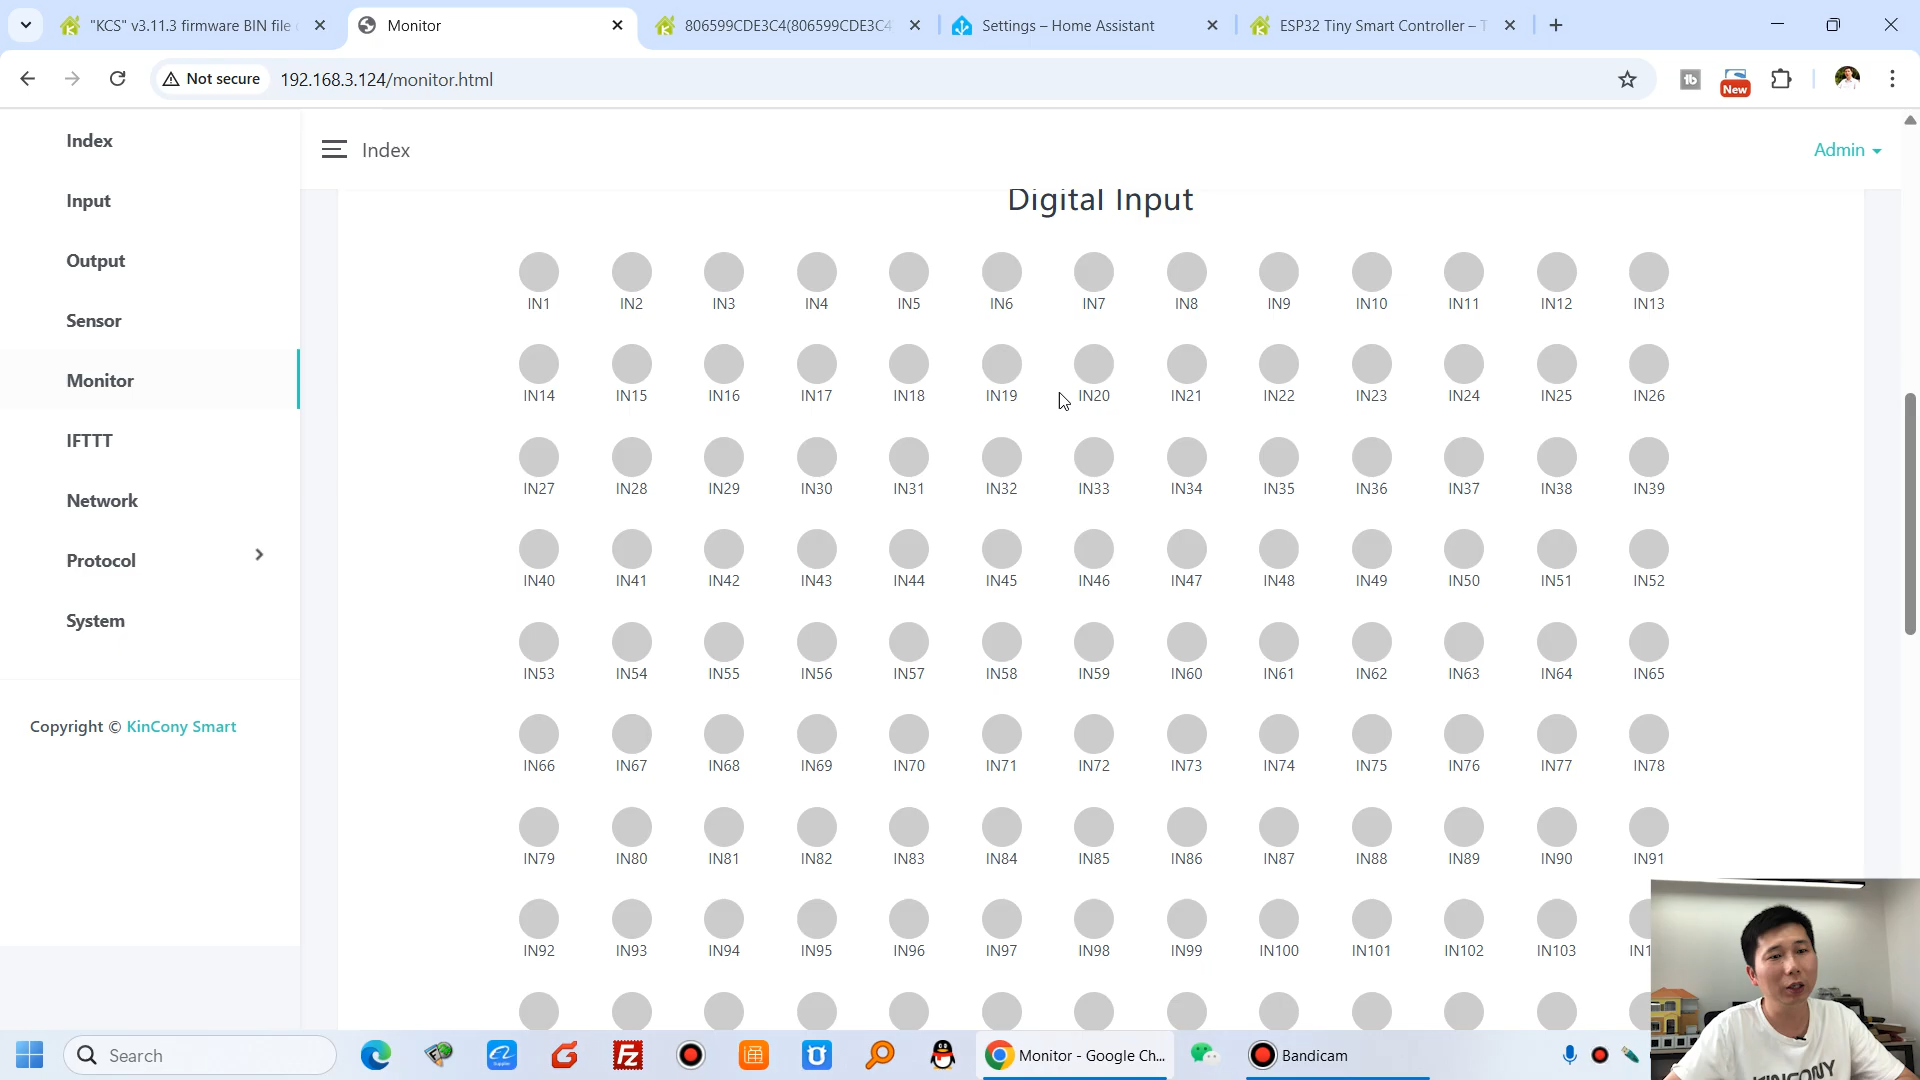 "KCS" v3.11.3 firmware BIN file
Monitor
806599CDE3C4(806599CDE3C4
Settings – Home Assistant
ESP32 Tiny Smart Controller – T
Not secure
192.168.3.124/monitor.html
New
Index
Input
Output
Sensor
Monitor
IFTTT
Network
Protocol
System
Copyright © KinCony Smart
Index
Admin
Digital Input
IN1 IN2 IN3 IN4 IN5 IN6 IN7 IN8 IN9 IN10 IN11 IN12 IN13
IN14 IN15 IN16 IN17 IN18 IN19 IN20 IN21 IN22 IN23 IN24 IN25 IN26
IN27 IN28 IN29 IN30 IN31 IN32 IN33 IN34 IN35 IN36 IN37 IN38 IN39
IN40 IN41 IN42 IN43 IN44 IN45 IN46 IN47 IN48 IN49 IN50 IN51 IN52
IN53 IN54 IN55 IN56 IN57 IN58 IN59 IN60 IN61 IN62 IN63 IN64 IN65
IN66 IN67 IN68 IN69 IN70 IN71 IN72 IN73 IN74 IN75 IN76 IN77 IN78
IN79 IN80 IN81 IN82 IN83 IN84 IN85 IN86 IN87 IN88 IN89 IN90 IN91
IN92 IN93 IN94 IN95 IN96 IN97 IN98 IN99 IN100 IN101 IN102 IN103
Search
Monitor - Google Ch...
Bandicam